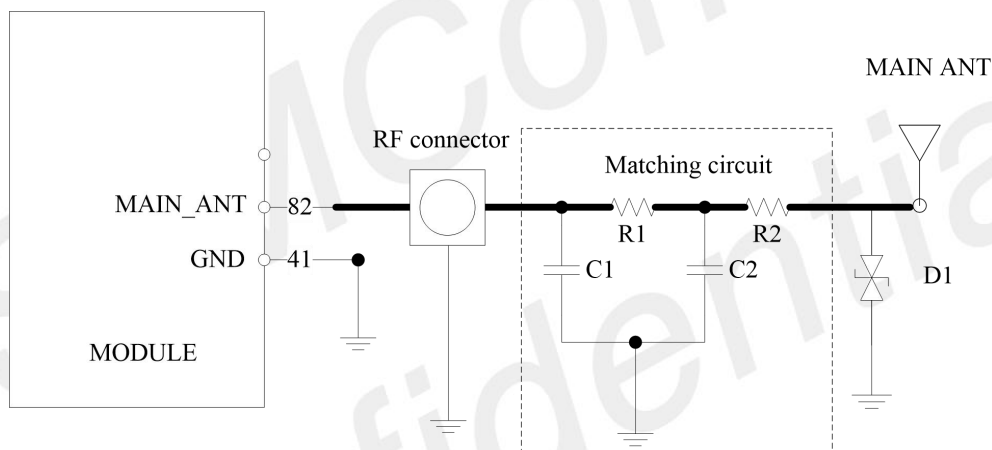 MAIN ANT
RF connector
Matching circuit
MAIN_ANT
82
R1
R2
GND
41
C1
C2
D1
MODULE